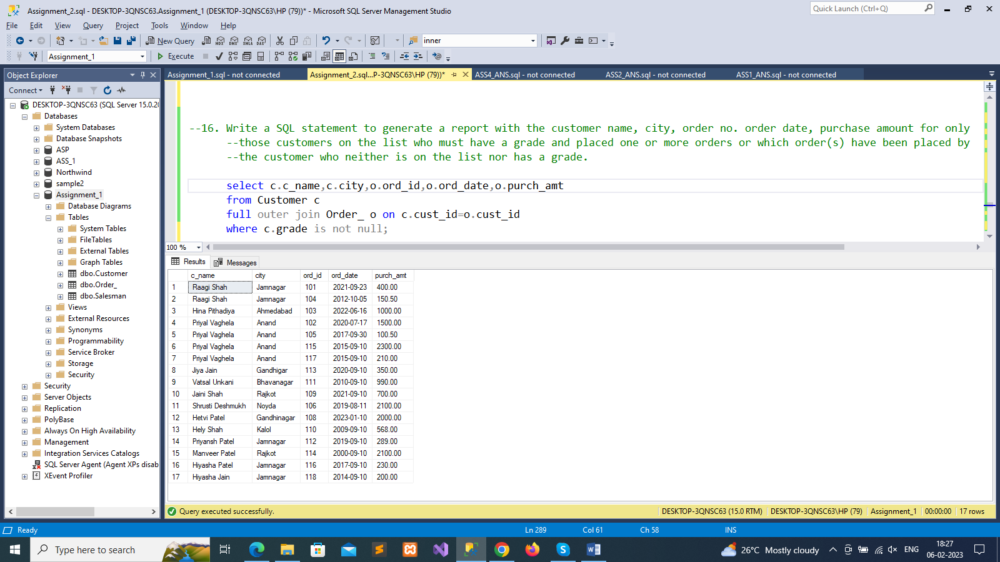 Assignment_2.sql - DESKTOP-3QNSC63.Assignment_1 (DESKTOP-3QNSC63\HP (79))* - Microsoft SQL Server Management Studio
Quick Launch (Ctrl+Q)
File Edit View Query Project Tools Window Help
New Query MDX DMX XMLA DAX inner
Assignment_1 Execute
Object Explorer
Assignment_1.sql - not connected Assignment_2.sql...P-3QNSC63\HP (79))* ASS4_ANS.sql - not connected ASS2_ANS.sql - not connected ASS1_ANS.sql - not connected
Connect
DESKTOP-3QNSC63 (SQL Server 15.0.20
Databases
System Databases
Database Snapshots
ASP
ASS_1
Northwind
sample2
Assignment_1
Database Diagrams
Tables
System Tables
FileTables
External Tables
Graph Tables
dbo.Customer
dbo.Order_
dbo.Salesman
Views
External Resources
Synonyms
Programmability
Service Broker
Storage
Security
Security
Server Objects
Replication
PolyBase
Always On High Availability
Management
Integration Services Catalogs
SQL Server Agent (Agent XPs disab
XEvent Profiler
--16. Write a SQL statement to generate a report with the customer name, city, order no. order date, purchase amount for only
--those customers on the list who must have a grade and placed one or more orders or which order(s) have been placed by
--the customer who neither is on the list nor has a grade.
select c.c_name,c.city,o.ord_id,o.ord_date,o.purch_amt
from Customer c
full outer join Order_ o on c.cust_id=o.cust_id
where c.grade is not null;
100 %
Results Messages
c_name city ord_id ord_date purch_amt
1 Raagi Shah Jamnagar 101 2021-09-23 400.00
2 Raagi Shah Jamnagar 104 2012-10-05 150.50
3 Hina Pithadiya Ahmedabad 103 2022-06-16 1000.00
4 Priyal Vaghela Anand 102 2020-07-17 1500.00
5 Priyal Vaghela Anand 105 2017-09-30 100.50
6 Priyal Vaghela Anand 115 2015-09-10 2300.00
7 Priyal Vaghela Anand 117 2015-09-10 210.00
8 Jiya Jain Gandhigar 113 2020-09-10 350.00
9 Vatsal Unkani Bhavanagar 111 2010-09-10 990.00
10 Jaini Shah Rajkot 109 2021-09-10 700.00
11 Shrusti Deshmukh Noyda 106 2019-08-11 2100.00
12 Hetvi Patel Gandhinagar 108 2023-01-10 2000.00
13 Hely Shah Kalol 110 2009-09-10 568.00
14 Priyansh Patel Jamnagar 112 2019-09-10 289.00
15 Manveer Patel Rajkot 114 2000-09-10 2100.00
16 Hiyasha Patel Jamnagar 116 2017-09-10 230.00
17 Hiyasha Jain Jamnagar 118 2014-09-10 200.00
Query executed successfully. DESKTOP-3QNSC63 (15.0 RTM) DESKTOP-3QNSC63\HP (79) Assignment_1 00:00:00 17 rows
Ready Ln 289 Col 61 Ch 58 INS
Type here to search 26°C Mostly cloudy ENG 18:27
06-02-2023